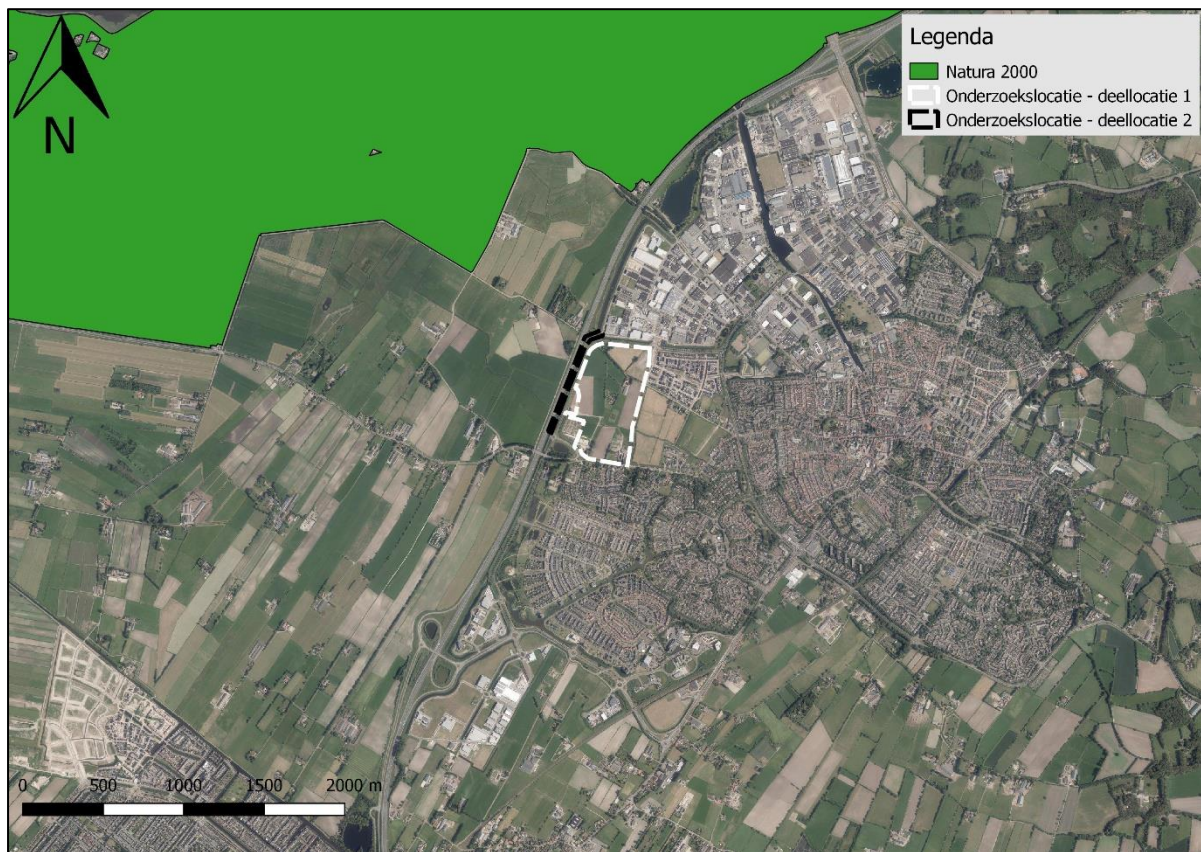 N
Legenda
Natura 2000
Onderzoekslocatie - deellocatie 1
Onderzoekslocatie - deellocatie 2
0 500 1000 1500 2000 m